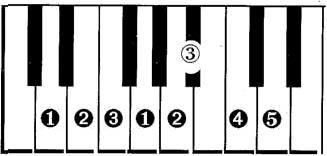 ③
❶ ❷ ❸ ❶ ❷ ❹ ❺